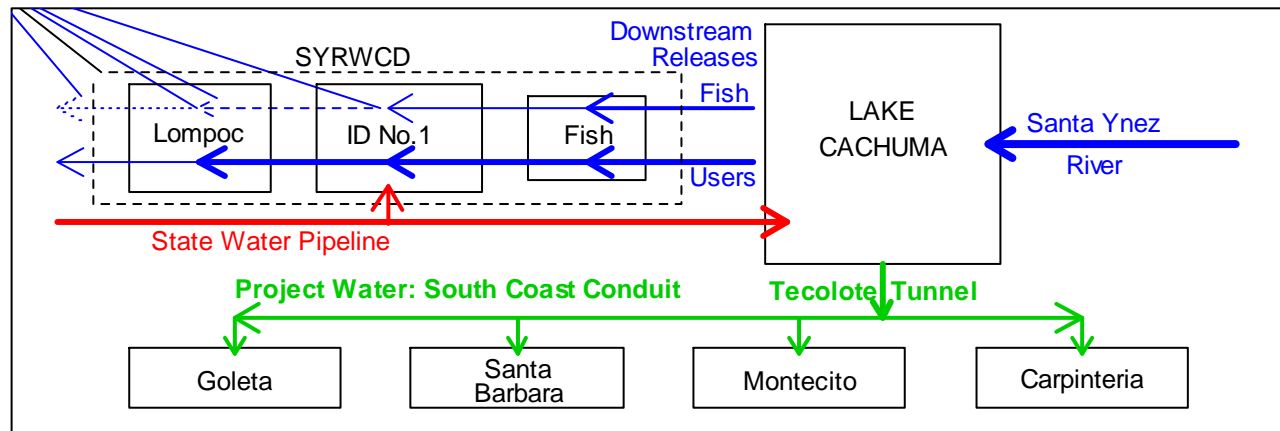 SYRWCD
Downstream
Releases
Fish
Lompoc
ID No.1
Fish
Users
LAKE
CACHUMA
Santa Ynez
River
State Water Pipeline
Project Water: South Coast Conduit
Tecolote Tunnel
Goleta
Santa
Barbara
Montecito
Carpinteria